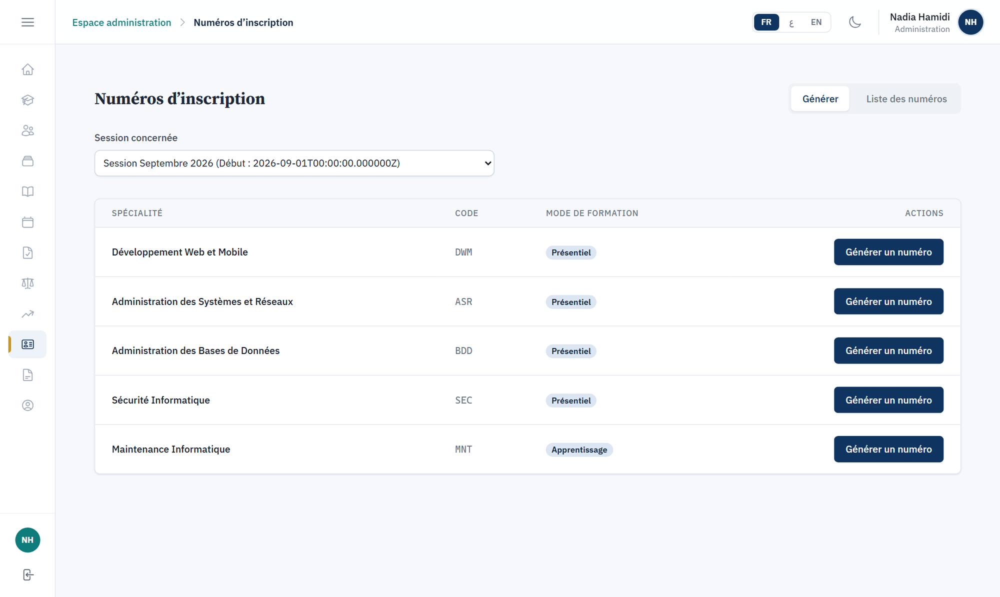 Espace administration
Numéros d’inscription
FR
ع
EN
Nadia Hamidi
Administration
NH
Numéros d’inscription
Générer
Liste des numéros
Session concernée
Session Septembre 2026 (Début : 2026-09-01T00:00:00.000000Z)
SPÉCIALITÉ CODE MODE DE FORMATION ACTIONS
Développement Web et Mobile DWM Présentiel Générer un numéro
Administration des Systèmes et Réseaux ASR Présentiel Générer un numéro
Administration des Bases de Données BDD Présentiel Générer un numéro
Sécurité Informatique SEC Présentiel Générer un numéro
Maintenance Informatique MNT Apprentissage Générer un numéro
NH